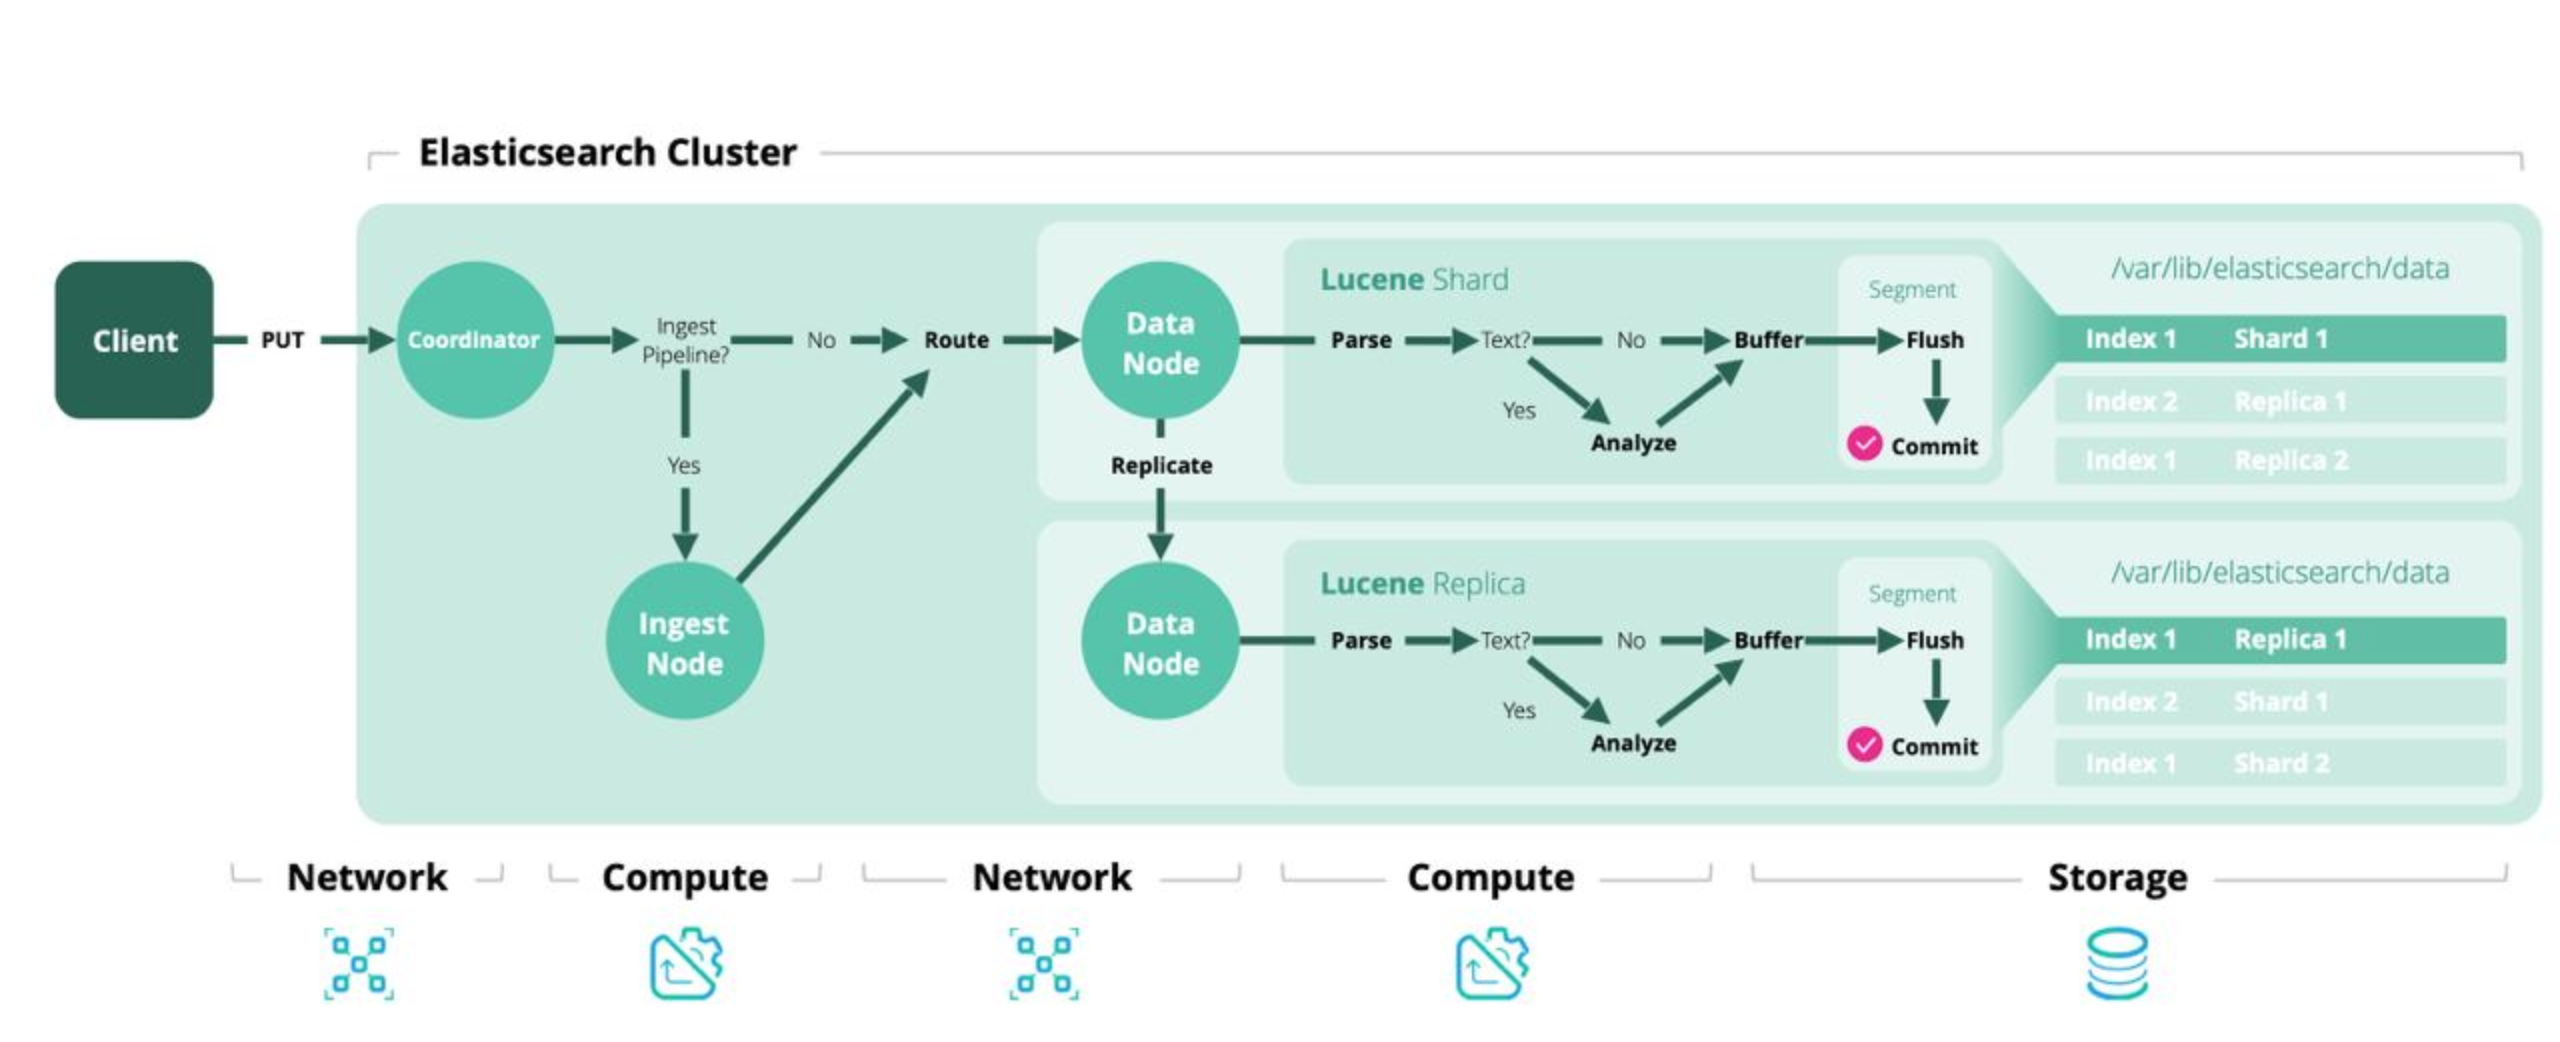 Elasticsearch Cluster
Client
PUT
Coordinator
Ingest
Pipeline?
No
Route
Yes
Ingest
Node
Data
Node
Replicate
Data
Node
Lucene Shard
Parse
Text?
No
Buffer
Yes
Analyze
Segment
Flush
Commit
/var/lib/elasticsearch/data
Index 1 Shard 1
Index 2 Replica 1
Index 1 Replica 2
Lucene Replica
Parse
Text?
No
Buffer
Yes
Analyze
Segment
Flush
Commit
/var/lib/elasticsearch/data
Index 1 Replica 1
Index 2 Shard 1
Index 1 Shard 2
Network
Compute
Network
Compute
Storage